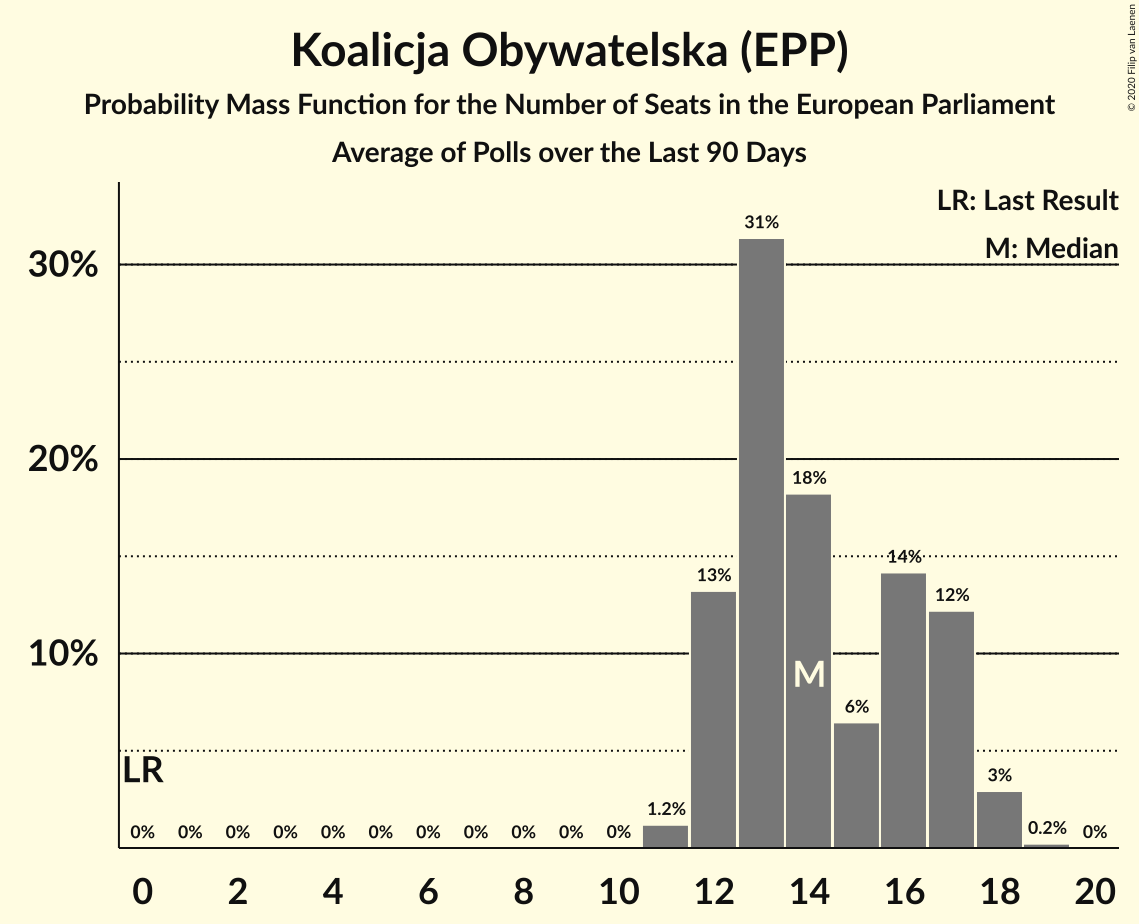 Koalicja Obywatelska (EPP)
Probability Mass Function for the Number of Seats in the European Parliament
Average of Polls over the Last 90 Days
© 2020 Filip van Laenen
LR: Last Result
M: Median
30%
20%
10%
31%
18%
14%
13%
12%
M
6%
LR
3%
1.2%
0.2%
0% 0% 0% 0% 0% 0% 0% 0% 0% 0% 0% 0%
0 2 4 6 8 10 12 14 16 18 20